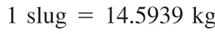 1 slug = 14.5939 kg